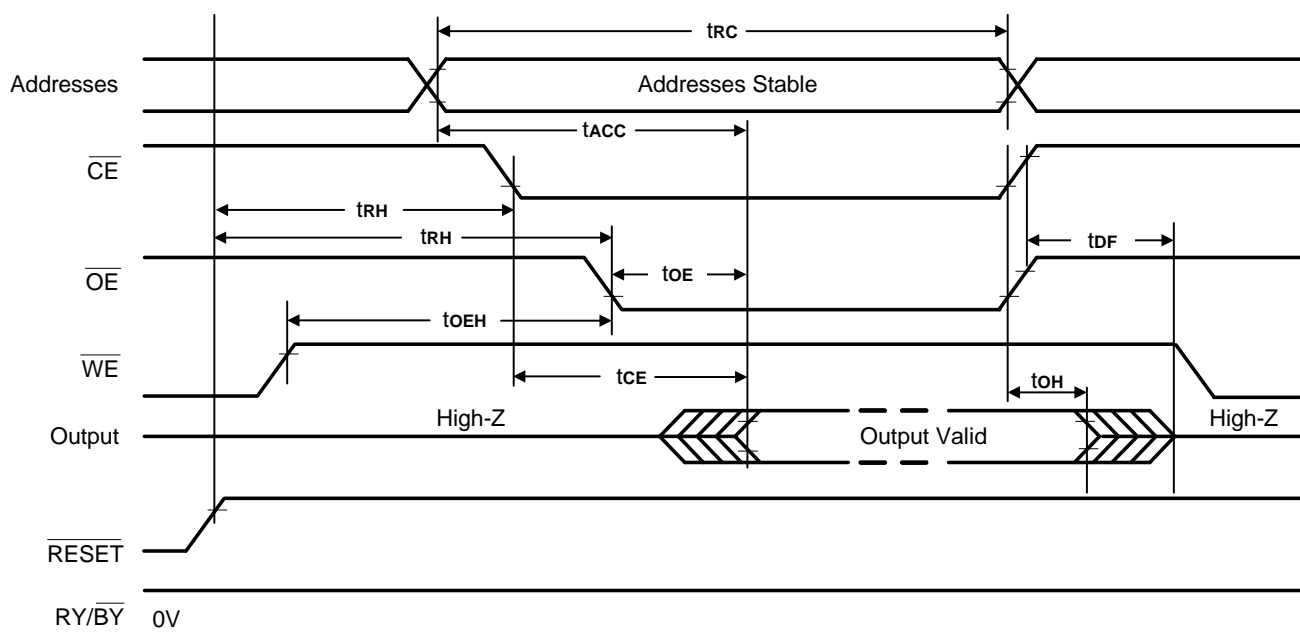 tRC
Addresses
Addresses Stable
tACC
CE
tRH
tRH
tDF
OE
tOE
tOEH
WE
tCE
tOH
High-Z
High-Z
Output
Output Valid
RESET
RY/BY 0V